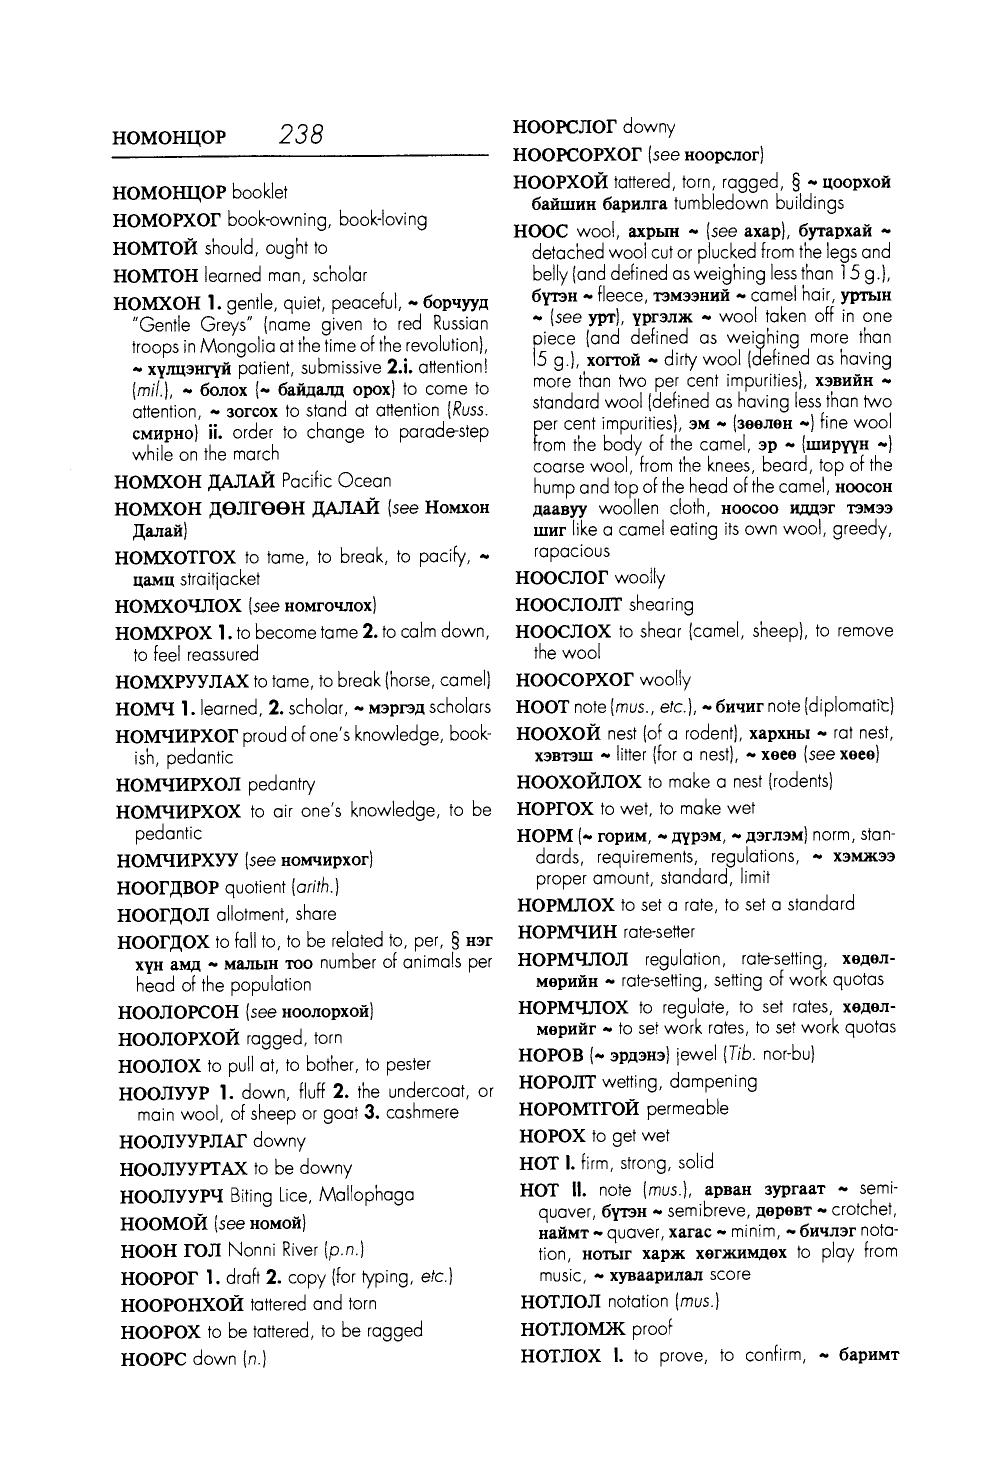 НОМОНЦОР 238
НОМОНЦОР booklet
НОМОРХОГ book-owning, book-loving
НОМТОЙ should, ought to
НОМТОН learned man, scholar
НОМХОН 1. gentle, quiet, peaceful, ~ борчууд
"Gentle Greys" (name given to red Russian
troops in Mongolia at the time of the revolution),
~ хүлцэнгүй patient, submissive 2.i. attention!
(mil.), ~ болох (~ байдалд орох) to come to
attention, ~ зогсох to stand at attention (Russ.
смирно) ii. order to change to parade-step
while on the march
НОМХОН ДАЛАЙ Pacific Ocean
НОМХОН ДӨЛГӨӨН ДАЛАЙ (see Номхон
Далай)
НОМХОТГОХ to tame, to break, to pacify, ~
цамц straitjacket
НОМХОЧЛОХ (see номгочлох)
НОМХРОХ 1. to become tame 2. to calm down,
to feel reassured
НОМХРУУЛАХ to tame, to break (horse, camel)
НОМЧ 1. learned, 2. scholar, ~ мэргэд scholars
НОМЧИРХОГ proud of one's knowledge, book-
ish, pedantic
НОМЧИРХОЛ pedantry
НОМЧИРХОХ to air one's knowledge, to be
pedantic
НОМЧИРХУУ (see номчирхог)
НООГДВОР quotient (arith.)
НООГДОЛ allotment, share
НООГДОХ to fall to, to be related to, per, § нэг
хүн амд ~ малын тоо number of animals per
head of the population
НООЛОРСОН (see ноолорхой)
НООЛОРХОЙ ragged, torn
НООЛОХ to pull at, to bother, to pester
НООЛУУР 1. down, fluff 2. the undercoat, or
main wool, of sheep or goat 3. cashmere
НООЛУУРЛАГ downy
НООЛУУРТАХ to be downy
НООЛУУРЧ Biting Lice, Mallophaga
НООМОЙ (see номой)
НООН ГОЛ Nonni River (p.n.)
НООРОГ 1. draft 2. copy (for typing, etc.)
НООРОНХОЙ tattered and torn
НООРОХ to be tattered, to be ragged
НООРС down (n.)
НООРСЛОГ downy
НООРСОРХОГ (see ноорслог)
НООРХОЙ tattered, torn, ragged, § ~ цоорхой
байшин барилга tumbledown buildings
НООС wool, ахрын ~ (see ахар), бутархай ~
detached wool cut or plucked from the legs and
belly (and defined as weighing less than 15 g.),
бүтэн ~ fleece, тэмээний ~ camel hair, уртын
~ (see урт), үргэлж ~ wool taken off in one
piece (and defined as weighing more than
15 g.), хогтой ~ dirty wool (defined as having
more than two per cent impurities), хэвийн ~
standard wool (defined as having less than two
per cent impurities), эм ~ (зөөлөн ~) fine wool
from the body of the camel, эр ~ (ширүүн ~)
coarse wool, from the knees, beard, top of the
hump and top of the head of the camel, ноосон
даавуу woollen cloth, ноосоо иддэг тэмээ
шиг like a camel eating its own wool, greedy,
rapacious
НООСЛОГ woolly
НООСЛОЛТ shearing
НООСЛОХ to shear (camel, sheep), to remove
the wool
НООСОРХОГ woolly
НООТ note (mus., etc.), ~ бичиг note (diplomatic)
НООХОЙ nest (of a rodent), хархны ~ rat nest,
хэвтэш ~ litter (for a nest), ~ хөөө (see хөөө)
НООХОЙЛОХ to make a nest (rodents)
НОРГОХ to wet, to make wet
НОРМ (~ горим, ~ дүрэм, ~ дэглэм) norm, stan-
dards, requirements, regulations, ~ хэмжээ
proper amount, standard, limit
НОРМЛОХ to set a rate, to set a standard
НОРМЧИН rate-setter
НОРМЧЛОЛ regulation, rate-setting, хөдөл-
мөрийн ~ rate-setting, setting of work quotas
НОРМЧЛОХ to regulate, to set rates, хөдөл-
мөрийг ~ to set work rates, to set work quotas
НОРОВ (~ эрдэнэ) jewel (Tib. nor-bu)
НОРОЛТ wetting, dampening
НОРОМТГОЙ permeable
НОРОХ to get wet
НОТ I. firm, strong, solid
НОТ II. note (mus.), арван зургаат ~ semi-
quaver, бүтэн ~ semibreve, дөрөвт ~ crotchet,
наймт ~ quaver, хагас ~ minim, ~ бичлэг nota-
tion, нотыг харж хөгжимдөх to play from
music, ~ хуваарилал score
НОТЛОЛ notation (mus.)
НОТЛОМЖ proof
НОТЛОХ I. to prove, to confirm, ~ баримт